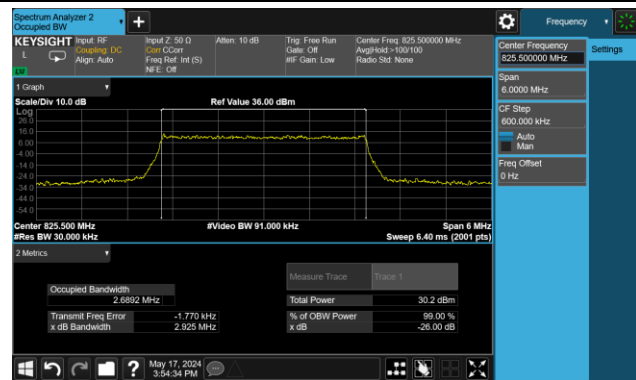 Spectrum Analyzer 2
Occupied BW
+
Frequency
KEYSIGHT
L
Input: RF
Coupling: DC
Align: Auto
Input Z: 50 Ω
Corr CCorr
Freq Ref: Int (S)
NFE: Off
Atten: 10 dB
Trig: Free Run
Gate: Off
#IF Gain: Low
Center Freq: 825.500000 MHz
Avg|Hold:>100/100
Radio Std: None
Center Frequency
825.500000 MHz
Settings
Span
6.0000 MHz
CF Step
600.000 kHz
Auto
Man
Freq Offset
0 Hz
1 Graph
Scale/Div 10.0 dB
Ref Value 36.00 dBm
Log
26.0
16.0
6.00
-4.00
-14.0
-24.0
-34.0
-44.0
-54.0
Center 825.500 MHz
#Video BW 91.000 kHz
Span 6 MHz
#Res BW 30.000 kHz
Sweep 6.40 ms (2001 pts)
2 Metrics
Measure Trace
Trace 1
Occupied Bandwidth
2.6892 MHz
Total Power
30.2 dBm
Transmit Freq Error
-1.770 kHz
% of OBW Power
99.00 %
x dB Bandwidth
2.925 MHz
x dB
-26.00 dB
?
May 17, 2024
3:54:34 PM